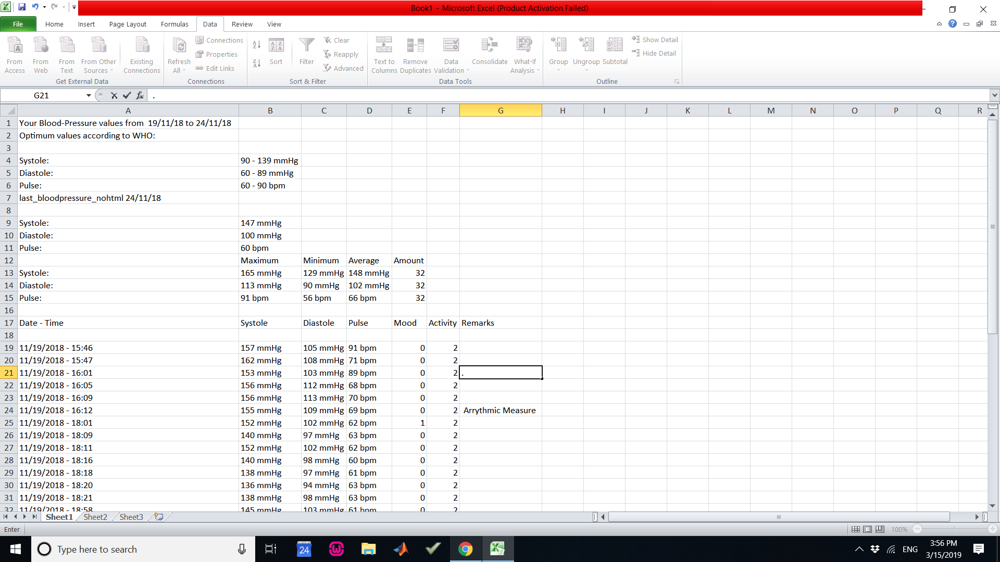 Book1 - Microsoft Excel (Product Activation Failed)
File Home Insert Page Layout Formulas Data Review View
From Access From Web From Text From Other Sources Existing Connections
Get External Data
Refresh All Connections Properties Edit Links
Connections
A Z Z A Sort Filter Clear Reapply Advanced
Sort & Filter
Text to Columns Remove Duplicates Data Validation Consolidate What-If Analysis
Data Tools
Group Ungroup Subtotal Show Detail Hide Detail
Outline
G21 fx .
A B C D E F G H I J K L M N O P Q R
1 Your Blood-Pressure values from 19/11/18 to 24/11/18
2 Optimum values according to WHO:
3
4 Systole: 90 - 139 mmHg
5 Diastole: 60 - 89 mmHg
6 Pulse: 60 - 90 bpm
7 last_bloodpressure_nohtml 24/11/18
8
9 Systole: 147 mmHg
10 Diastole: 100 mmHg
11 Pulse: 60 bpm
12 Maximum Minimum Average Amount
13 Systole: 165 mmHg 129 mmHg 148 mmHg 32
14 Diastole: 113 mmHg 90 mmHg 102 mmHg 32
15 Pulse: 91 bpm 56 bpm 66 bpm 32
16
17 Date - Time Systole Diastole Pulse Mood Activity Remarks
18
19 11/19/2018 - 15:46 157 mmHg 105 mmHg 91 bpm 0 2
20 11/19/2018 - 15:47 162 mmHg 108 mmHg 71 bpm 0 2
21 11/19/2018 - 16:01 153 mmHg 103 mmHg 89 bpm 0 2 .
22 11/19/2018 - 16:05 156 mmHg 112 mmHg 68 bpm 0 2
23 11/19/2018 - 16:09 156 mmHg 113 mmHg 70 bpm 0 2
24 11/19/2018 - 16:12 155 mmHg 109 mmHg 69 bpm 0 2 Arrythmic Measure
25 11/19/2018 - 18:01 152 mmHg 102 mmHg 62 bpm 1 2
26 11/19/2018 - 18:09 140 mmHg 97 mmHg 63 bpm 0 2
27 11/19/2018 - 18:11 152 mmHg 102 mmHg 62 bpm 0 2
28 11/19/2018 - 18:16 140 mmHg 98 mmHg 60 bpm 0 2
29 11/19/2018 - 18:18 138 mmHg 97 mmHg 61 bpm 0 2
30 11/19/2018 - 18:20 136 mmHg 94 mmHg 63 bpm 0 2
31 11/19/2018 - 18:21 138 mmHg 98 mmHg 63 bpm 0 2
32 11/19/2018 - 18:58 145 mmHg 103 mmHg 61 bpm 0 2
Sheet1 Sheet2 Sheet3
Enter 100%
Type here to search 24 ENG 3:56 PM
3/15/2019